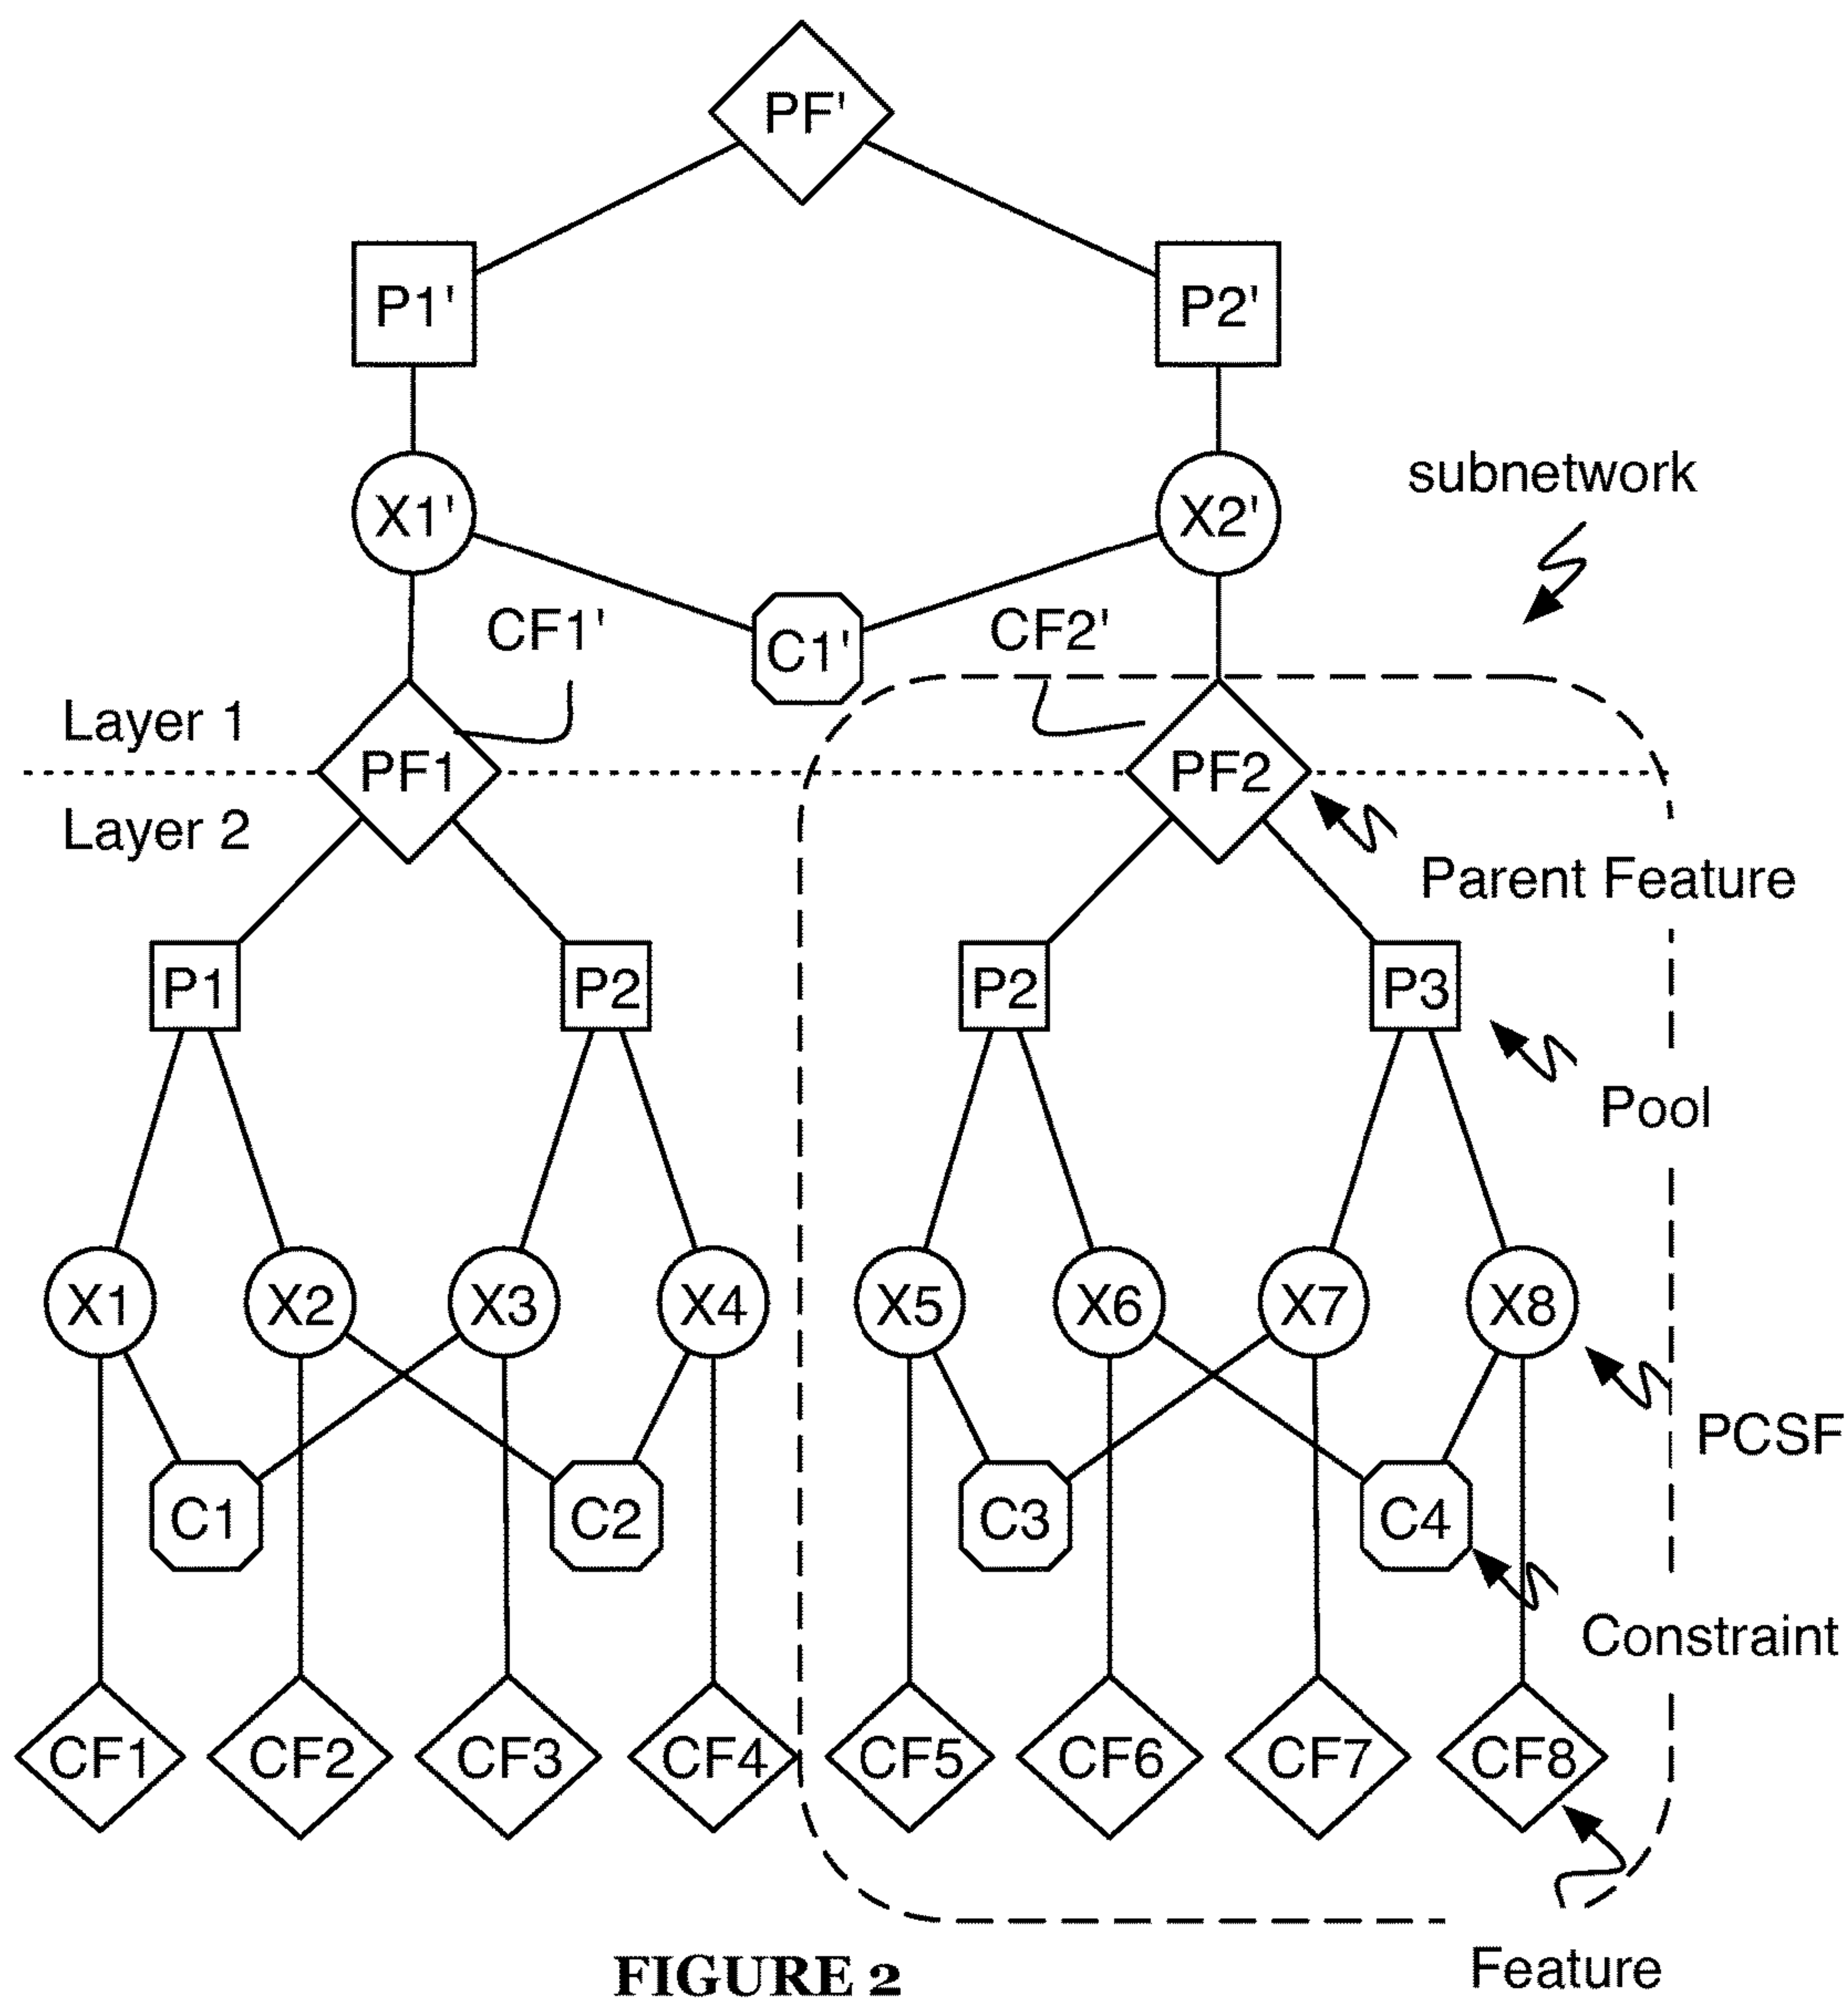 PF'
P1' P2'
subnetwork
X1' X2'
CF1' C1' CF2'
Layer 1
PF1 PF2
Layer 2
Parent Feature
P1 P2 P2 P3
Pool
X1 X2 X3 X4 X5 X6 X7 X8
PCSF
C1 C2 C3 C4
Constraint
CF1 CF2 CF3 CF4 CF5 CF6 CF7 CF8
Feature
FIGURE 2